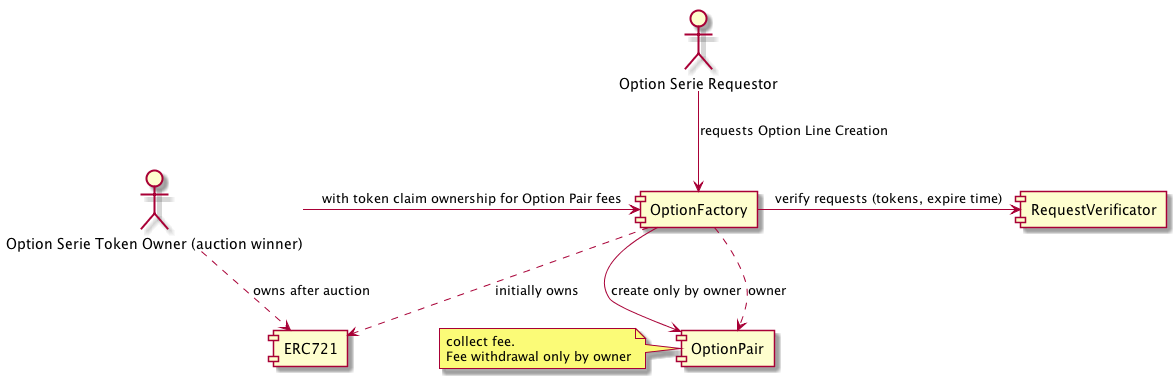 Option Serie Requestor
requests Option Line Creation
with token claim ownership for Option Pair fees
OptionFactory
verify requests (tokens, expire time)
RequestVerificator
Option Serie Token Owner (auction winner)
owns after auction
initially owns
create only by owner
owner
ERC721
collect fee.
Fee withdrawal only by owner
OptionPair